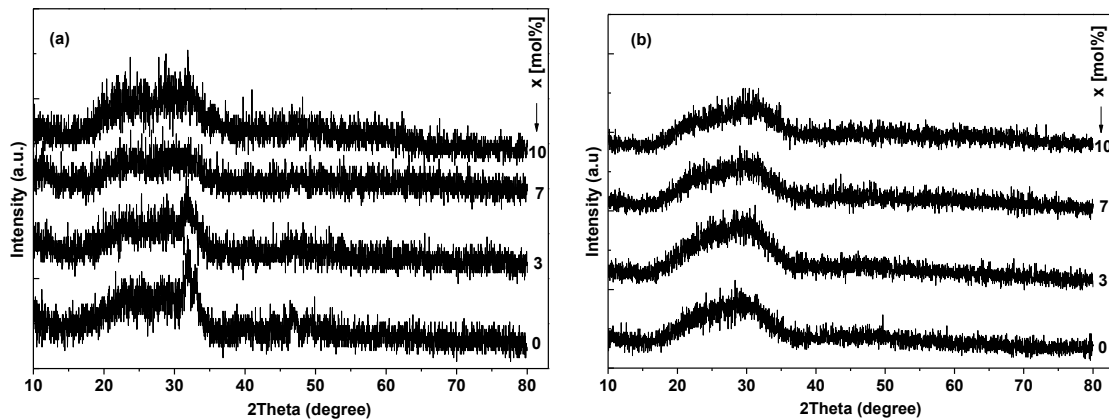 (a)
x [mol%]
10
7
3
0
Intensity (a.u.)
10 20 30 40 50 60 70 80
2Theta (degree)
(b)
x [mol%]
10
7
3
0
Intensity (a.u)
10 20 30 40 50 60 70 80
2Theta (degree)